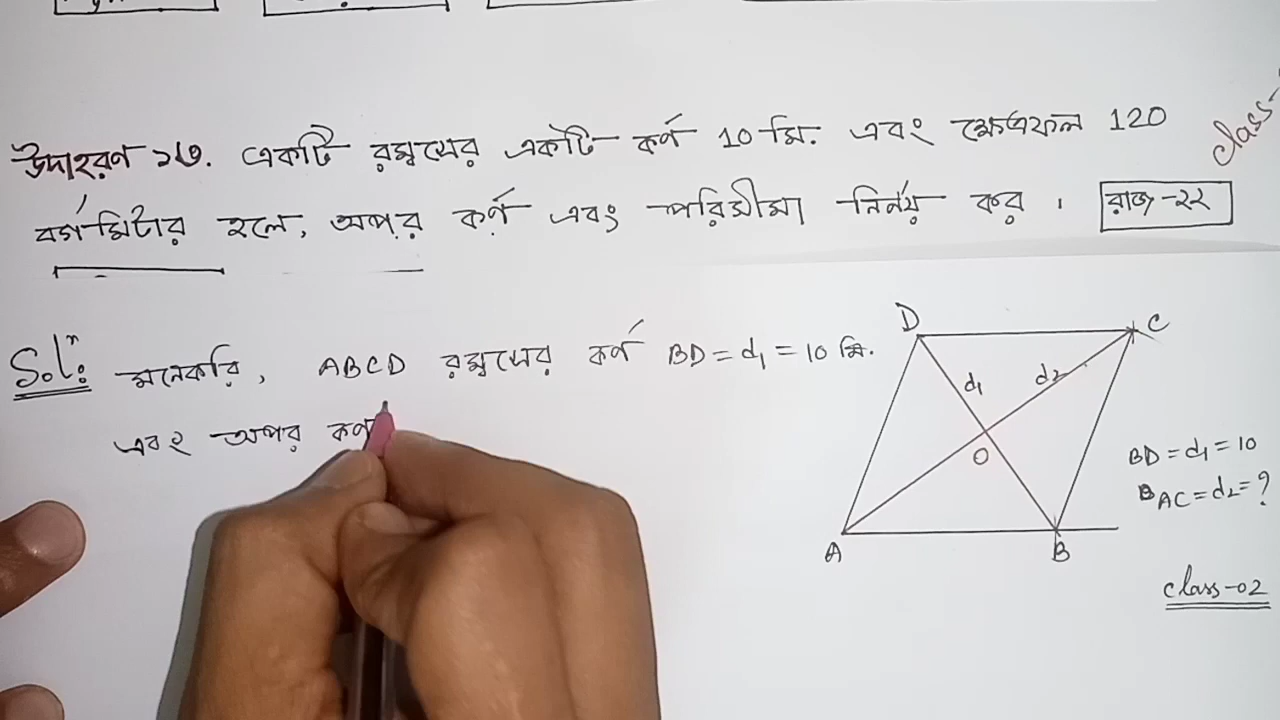 উদাহরণ ১৩. একটি রম্বসের একটি কর্ণ 10 মি. এবং ক্ষেত্রফল 120
বর্গমিটার হলে, অপর কর্ণ এবং পরিসীমা নির্ণয় কর।
রাজ-২২
class-
Solⁿ: মনেকরি, ABCD রম্বসের কর্ণ BD = d₁ = 10 মি.
এবং অপর কর্ণ
D
C
d₁
d₂
O
A
B
BD = d₁ = 10
AC = d₂ = ?
class-02